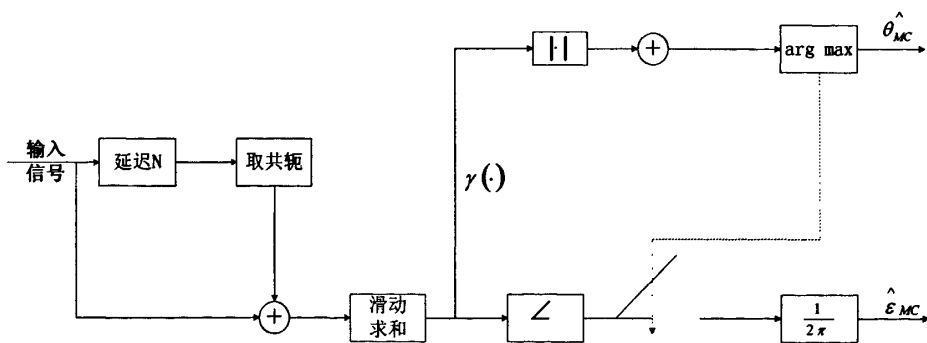 |·|
arg max
θ̂_MC
输入
信号
延迟N
取共轭
γ(·)
+
+
滑动
求和
∠
1/2π
ε̂_MC